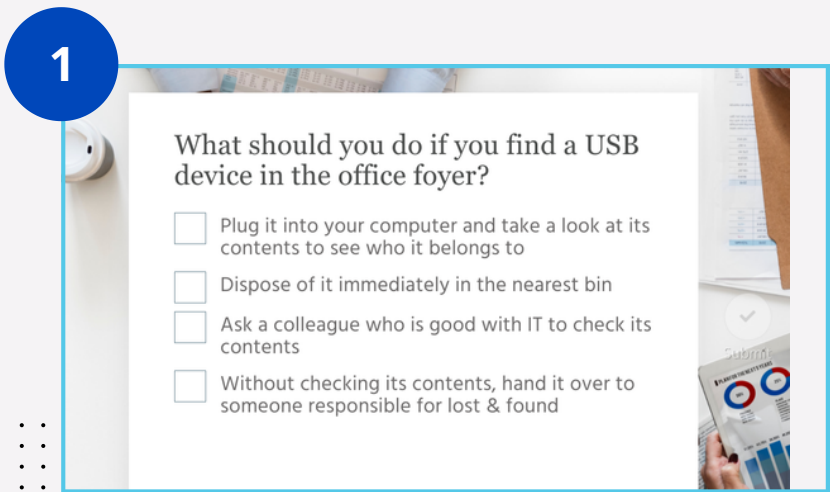 1
What should you do if you find a USB
device in the office foyer?
Plug it into your computer and take a look at its
contents to see who it belongs to
Dispose of it immediately in the nearest bin
Ask a colleague who is good with IT to check its
contents
Without checking its contents, hand it over to
someone responsible for lost & found
Submit